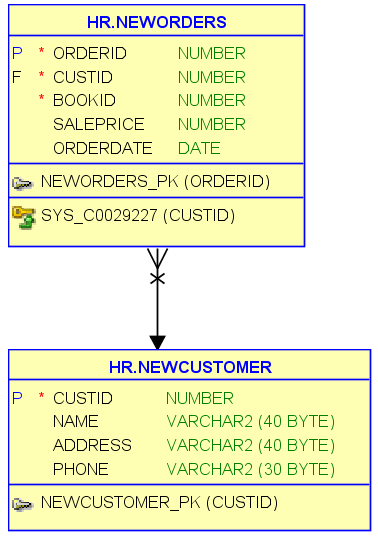 HR.NEWORDERS
P * ORDERID NUMBER
F * CUSTID NUMBER
* BOOKID NUMBER
SALEPRICE NUMBER
ORDERDATE DATE
NEWORDERS_PK (ORDERID)
SYS_C0029227 (CUSTID)
HR.NEWCUSTOMER
P * CUSTID NUMBER
NAME VARCHAR2 (40 BYTE)
ADDRESS VARCHAR2 (40 BYTE)
PHONE VARCHAR2 (30 BYTE)
NEWCUSTOMER_PK (CUSTID)